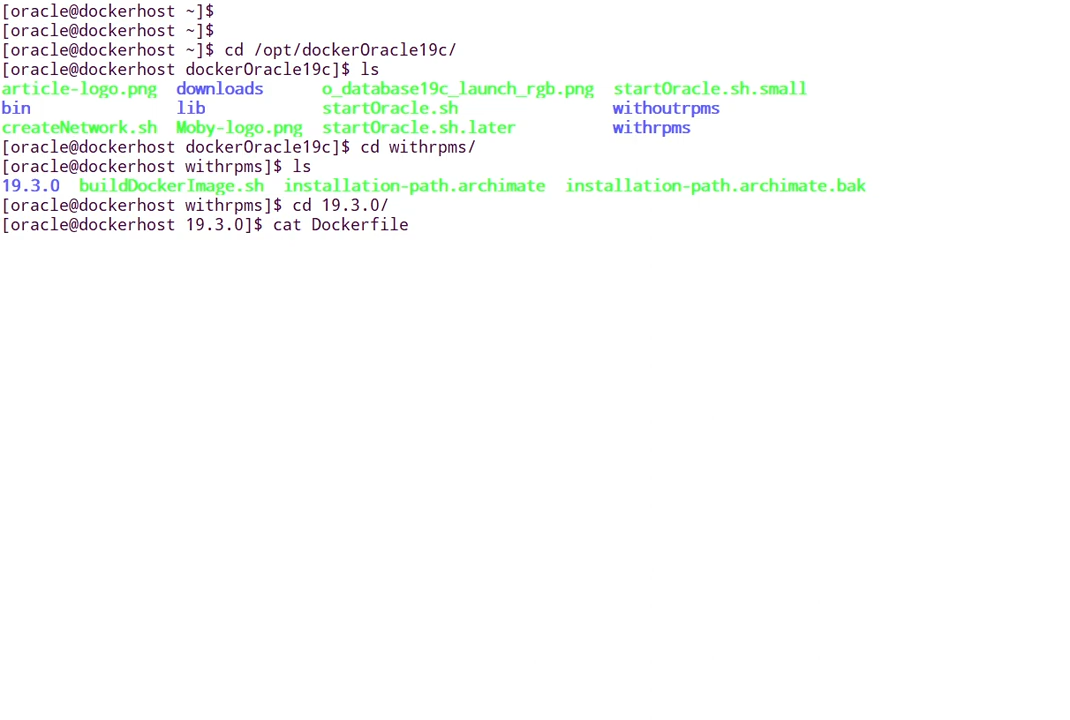 [oracle@dockerhost ~]$
[oracle@dockerhost ~]$
[oracle@dockerhost ~]$ cd /opt/dockerOracle19c/
[oracle@dockerhost dockerOracle19c]$ ls
article-logo.png  downloads      o_database19c_launch_rgb.png  startOracle.sh.small
bin               lib            startOracle.sh                withoutrpms
createNetwork.sh  Moby-logo.png  startOracle.sh.later          withrpms
[oracle@dockerhost dockerOracle19c]$ cd withrpms/
[oracle@dockerhost withrpms]$ ls
19.3.0  buildDockerImage.sh  installation-path.archimate  installation-path.archimate.bak
[oracle@dockerhost withrpms]$ cd 19.3.0/
[oracle@dockerhost 19.3.0]$ cat Dockerfile